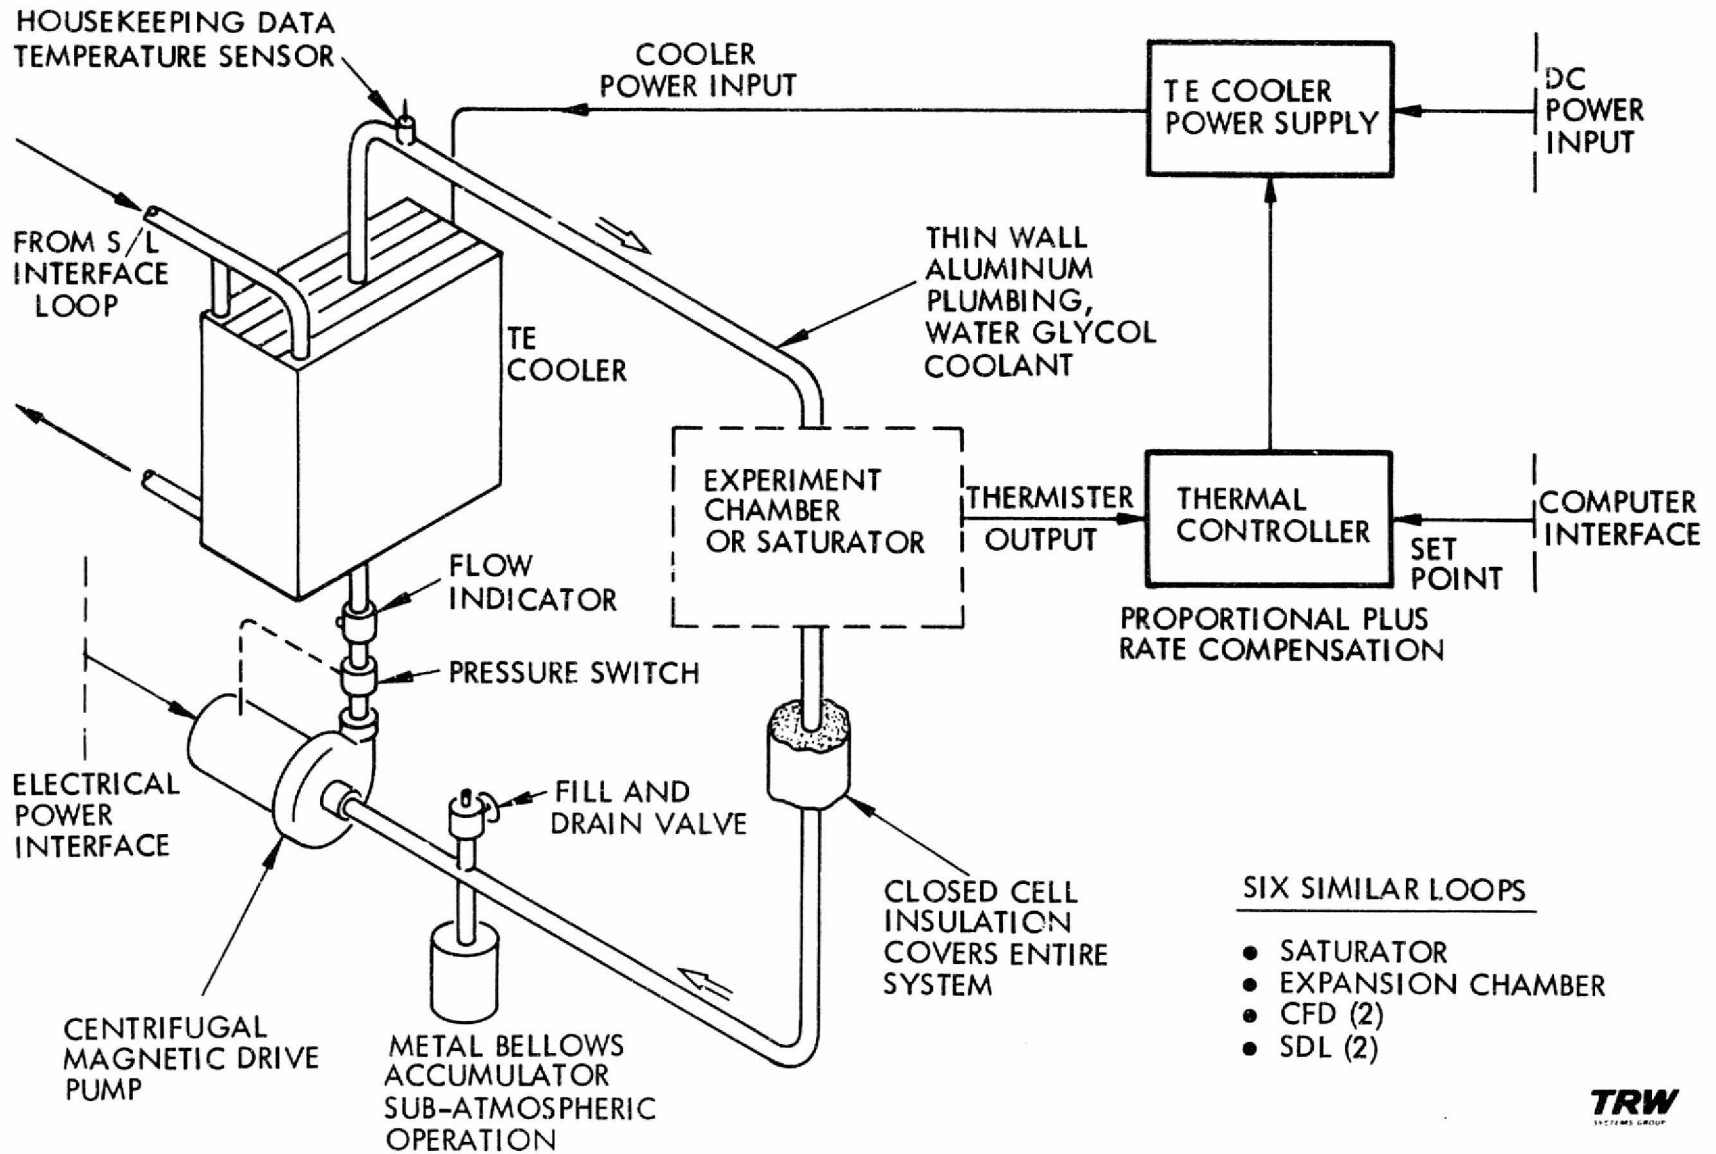 HOUSEKEEPING DATA
TEMPERATURE SENSOR
COOLER
POWER INPUT
TE COOLER
POWER SUPPLY
DC
POWER
INPUT
FROM S/L
INTERFACE
LOOP
TE
COOLER
THIN WALL
ALUMINUM
PLUMBING,
WATER GLYCOL
COOLANT
EXPERIMENT
CHAMBER
OR SATURATOR
THERMISTER
OUTPUT
THERMAL
CONTROLLER
SET
POINT
COMPUTER
INTERFACE
PROPORTIONAL PLUS
RATE COMPENSATION
FLOW
INDICATOR
PRESSURE SWITCH
ELECTRICAL
POWER
INTERFACE
FILL AND
DRAIN VALVE
CLOSED CELL
INSULATION
COVERS ENTIRE
SYSTEM
CENTRIFUGAL
MAGNETIC DRIVE
PUMP
METAL BELLOWS
ACCUMULATOR
SUB-ATMOSPHERIC
OPERATION
SIX SIMILAR LOOPS
• SATURATOR
• EXPANSION CHAMBER
• CFD (2)
• SDL (2)
TRW
SYSTEMS GROUP